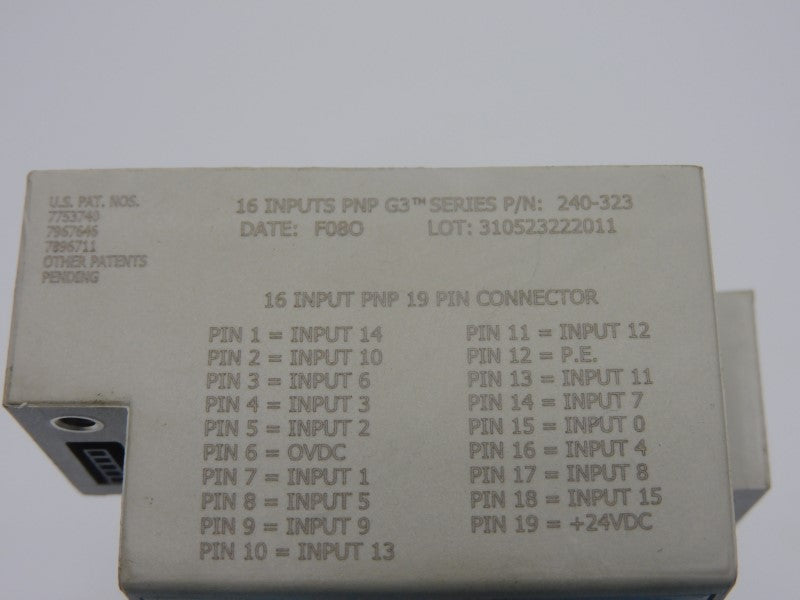 U.S. PAT. NOS.
7753740
7967646
7896711
OTHER PATENTS
PENDING
16 INPUTS PNP G3™ SERIES P/N: 240-323
DATE: F08O LOT: 310523222011
16 INPUT PNP 19 PIN CONNECTOR
PIN 1 = INPUT 14
PIN 2 = INPUT 10
PIN 3 = INPUT 6
PIN 4 = INPUT 3
PIN 5 = INPUT 2
PIN 6 = 0VDC
PIN 7 = INPUT 1
PIN 8 = INPUT 5
PIN 9 = INPUT 9
PIN 10 = INPUT 13
PIN 11 = INPUT 12
PIN 12 = P.E.
PIN 13 = INPUT 11
PIN 14 = INPUT 7
PIN 15 = INPUT 0
PIN 16 = INPUT 4
PIN 17 = INPUT 8
PIN 18 = INPUT 15
PIN 19 = +24VDC